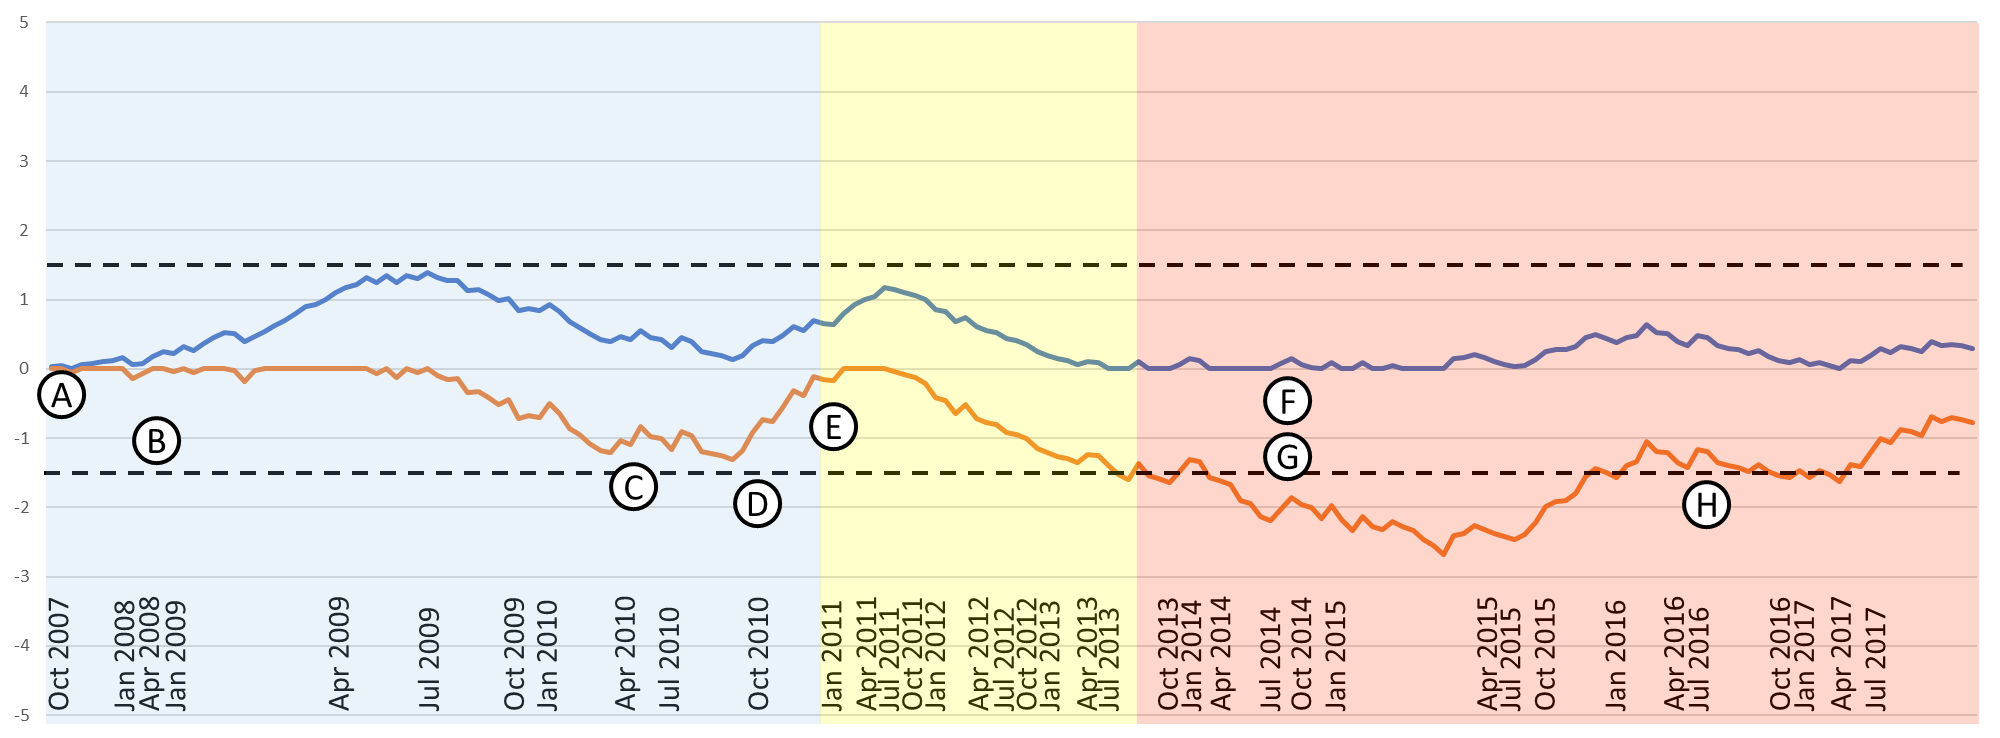 5
4
3
2
1
0
-1
-2
-3
-4
-5
A
B
C
D
E
F
G
H
Oct 2007
Jan 2008
Apr 2008
Jan 2009
Apr 2009
Jul 2009
Oct 2009
Jan 2010
Apr 2010
Jul 2010
Oct 2010
Jan 2011
Apr 2011
Jul 2011
Oct 2011
Jan 2012
Apr 2012
Jul 2012
Oct 2012
Jan 2013
Apr 2013
Jul 2013
Oct 2013
Jan 2014
Apr 2014
Jul 2014
Oct 2014
Jan 2015
Apr 2015
Jul 2015
Oct 2015
Jan 2016
Apr 2016
Jul 2016
Oct 2016
Jan 2017
Apr 2017
Jul 2017